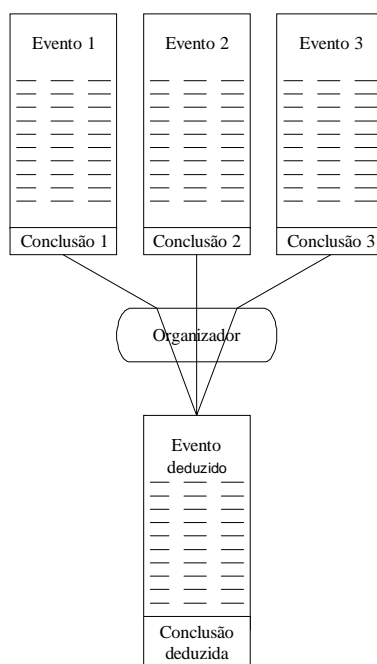 Evento 1
Evento 2
Evento 3
Conclusão 1
Conclusão 2
Conclusão 3
Organizador
Evento
deduzido
Conclusão
deduzida